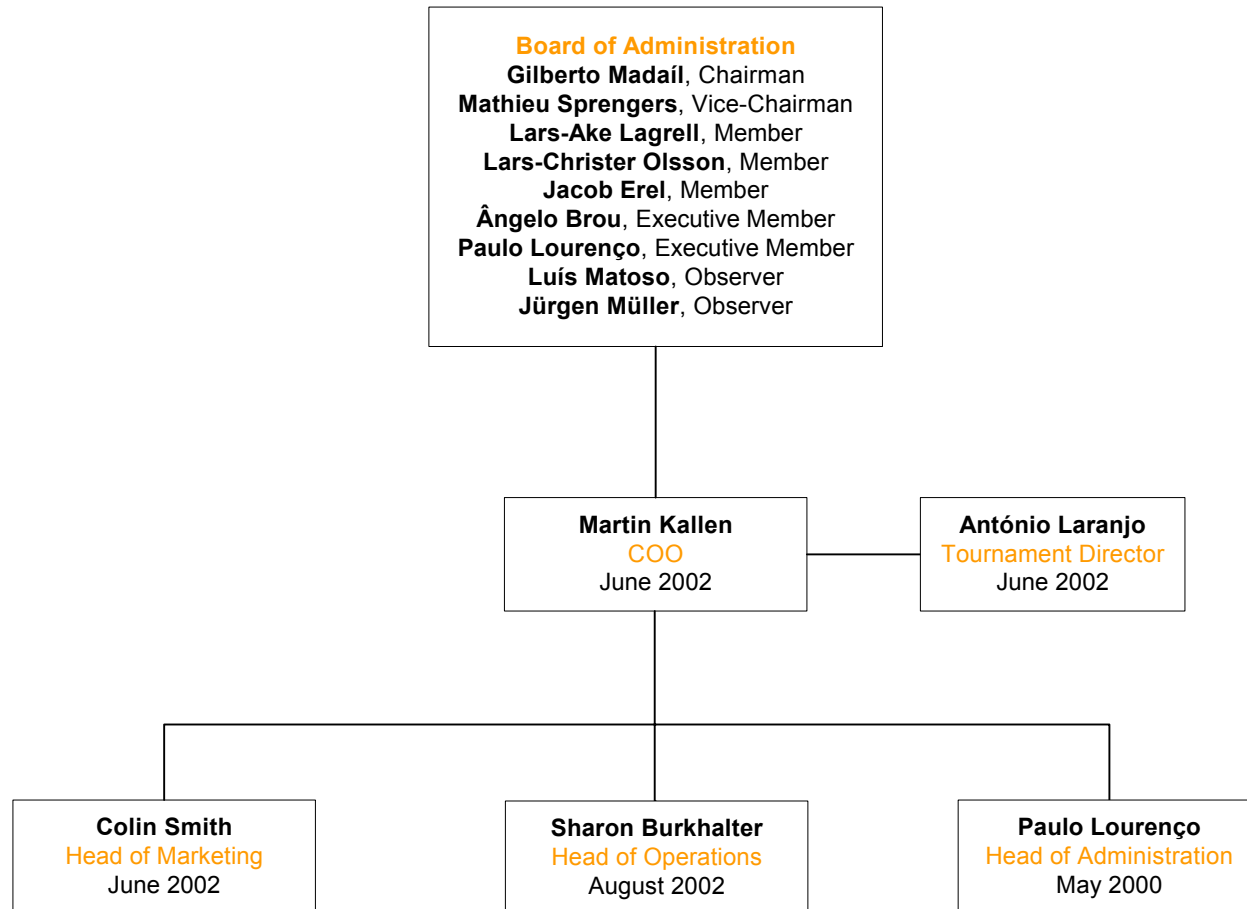 Board of Administration
Gilberto Madaíl, Chairman
Mathieu Sprengers, Vice-Chairman
Lars-Ake Lagrell, Member
Lars-Christer Olsson, Member
Jacob Erel, Member
Ângelo Brou, Executive Member
Paulo Lourenço, Executive Member
Luís Matoso, Observer
Jürgen Müller, Observer
Martin Kallen
COO
June 2002
António Laranjo
Tournament Director
June 2002
Colin Smith
Head of Marketing
June 2002
Sharon Burkhalter
Head of Operations
August 2002
Paulo Lourenço
Head of Administration
May 2000